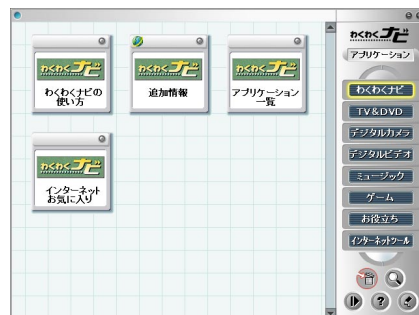 わくわくナビ
わくわくナビの
使い方
わくわくナビ
追加情報
わくわくナビ
アプリケーション
一覧
わくわくナビ
インターネット
お気に入り
わくわくナビ
アプリケーション
わくわくナビ
TV&DVD
デジタルカメラ
デジタルビデオ
ミュージック
ゲーム
お役立ち
インターネットツール
?